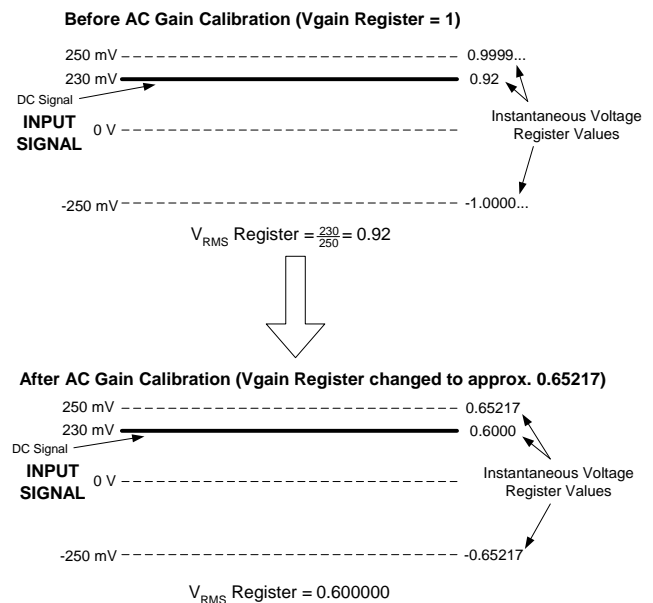 Before AC Gain Calibration (Vgain Register = 1)
250 mV 0.9999...
230 mV 0.92
DC Signal
INPUT
SIGNAL
0 V
Instantaneous Voltage
Register Values
-250 mV -1.0000...
VRMS Register = 230/250 = 0.92
After AC Gain Calibration (Vgain Register changed to approx. 0.65217)
250 mV 0.65217
230 mV 0.6000
DC Signal
INPUT
SIGNAL
0 V
Instantaneous Voltage
Register Values
-250 mV -0.65217
VRMS Register = 0.600000